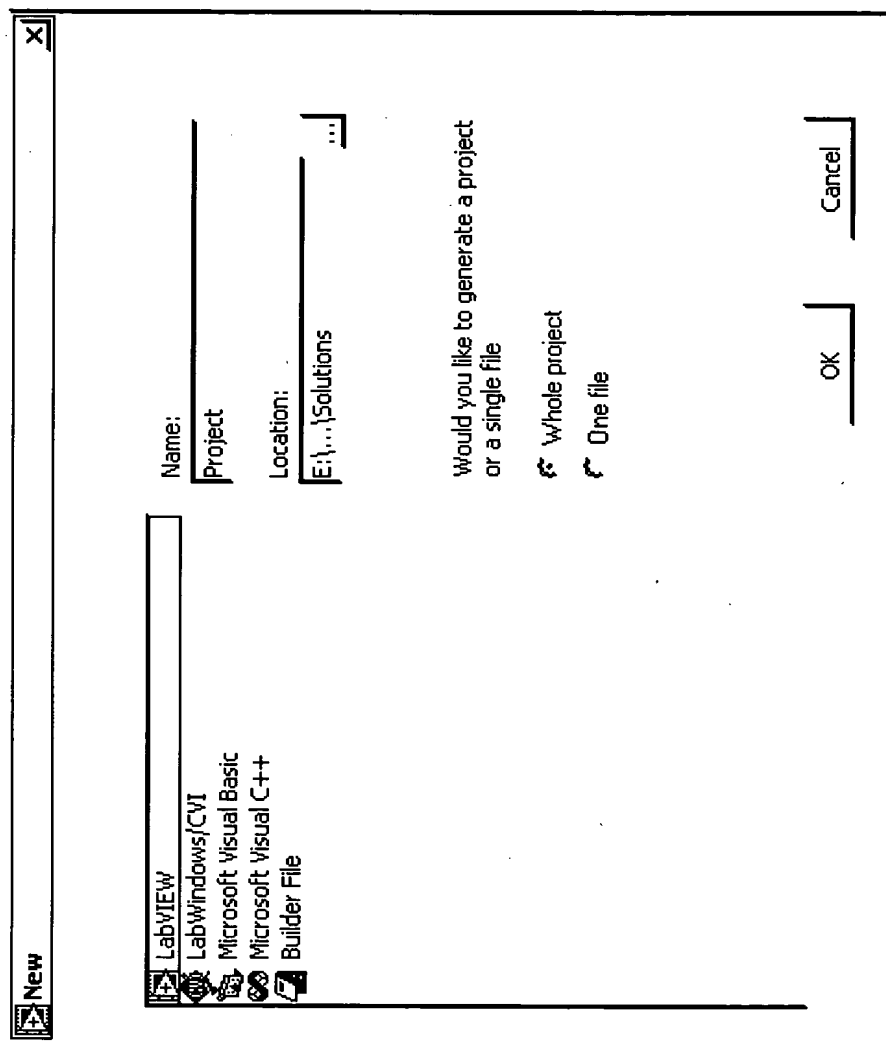 New
LabVIEW
LabWindows/CVI
Microsoft Visual Basic
Microsoft Visual C++
Builder File
Name:
Project
Location:
E:\...\Solutions
...
Would you like to generate a project
or a single file
Whole project
One file
OK
Cancel